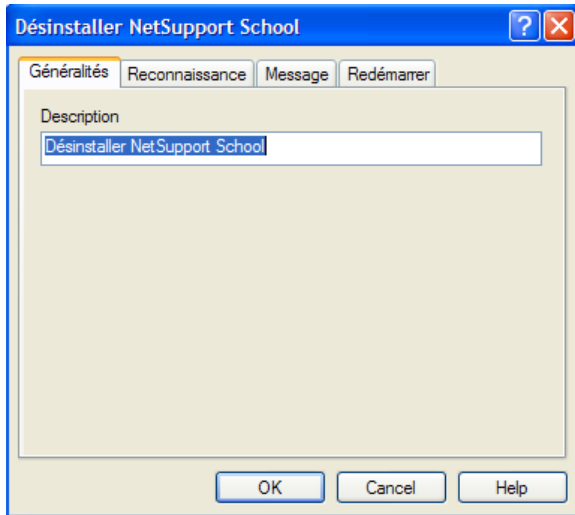 Désinstaller NetSupport School
Généralités Reconnaissance Message Redémarrer
Description
Désinstaller NetSupport School
OK Cancel Help